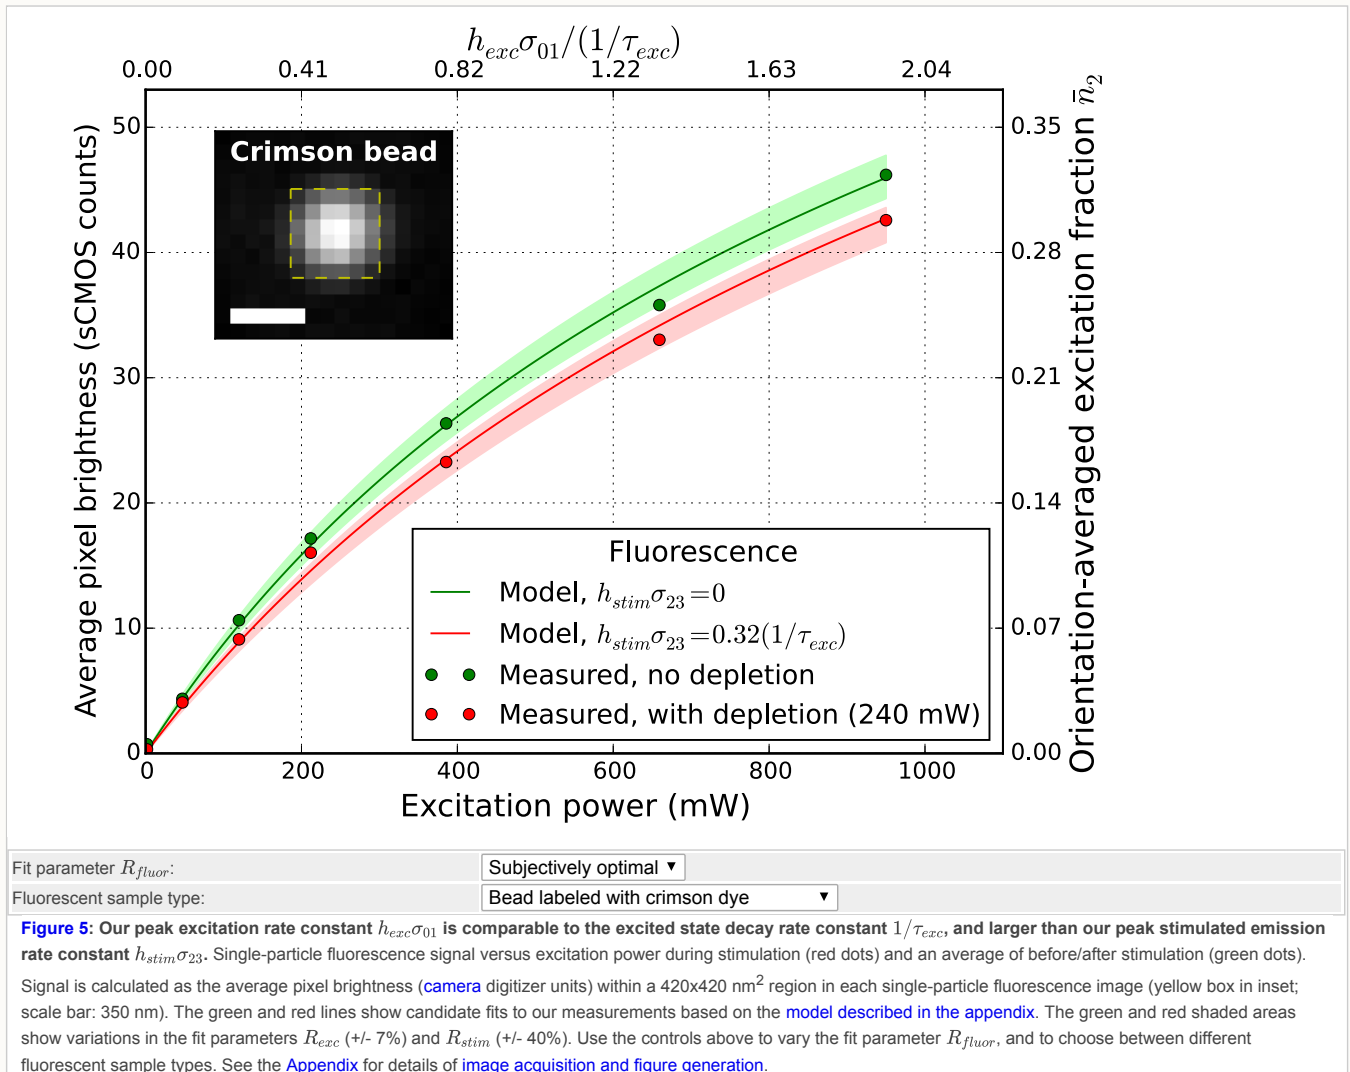 h_exc σ_01/(1/τ_exc)
0.00 0.41 0.82 1.22 1.63 2.04
Average pixel brightness (sCMOS counts)
50
40
30
20
10
0
Crimson bead
0.35
0.28
0.21
0.14
0.07
0.00
Orientation-averaged excitation fraction n̄_2
Fluorescence
Model, h_stim σ_23=0
Model, h_stim σ_23=0.32(1/τ_exc)
Measured, no depletion
Measured, with depletion (240 mW)
0 200 400 600 800 1000
Excitation power (mW)
Fit parameter R_fluor: Subjectively optimal ▼
Fluorescent sample type: Bead labeled with crimson dye ▼
Figure 5: Our peak excitation rate constant h_exc σ_01 is comparable to the excited state decay rate constant 1/τ_exc, and larger than our peak stimulated emission
rate constant h_stim σ_23. Single-particle fluorescence signal versus excitation power during stimulation (red dots) and an average of before/after stimulation (green dots).
Signal is calculated as the average pixel brightness (camera digitizer units) within a 420x420 nm² region in each single-particle fluorescence image (yellow box in inset;
scale bar: 350 nm). The green and red lines show candidate fits to our measurements based on the model described in the appendix. The green and red shaded areas
show variations in the fit parameters R_exc (+/- 7%) and R_stim (+/- 40%). Use the controls above to vary the fit parameter R_fluor, and to choose between different
fluorescent sample types. See the Appendix for details of image acquisition and figure generation.